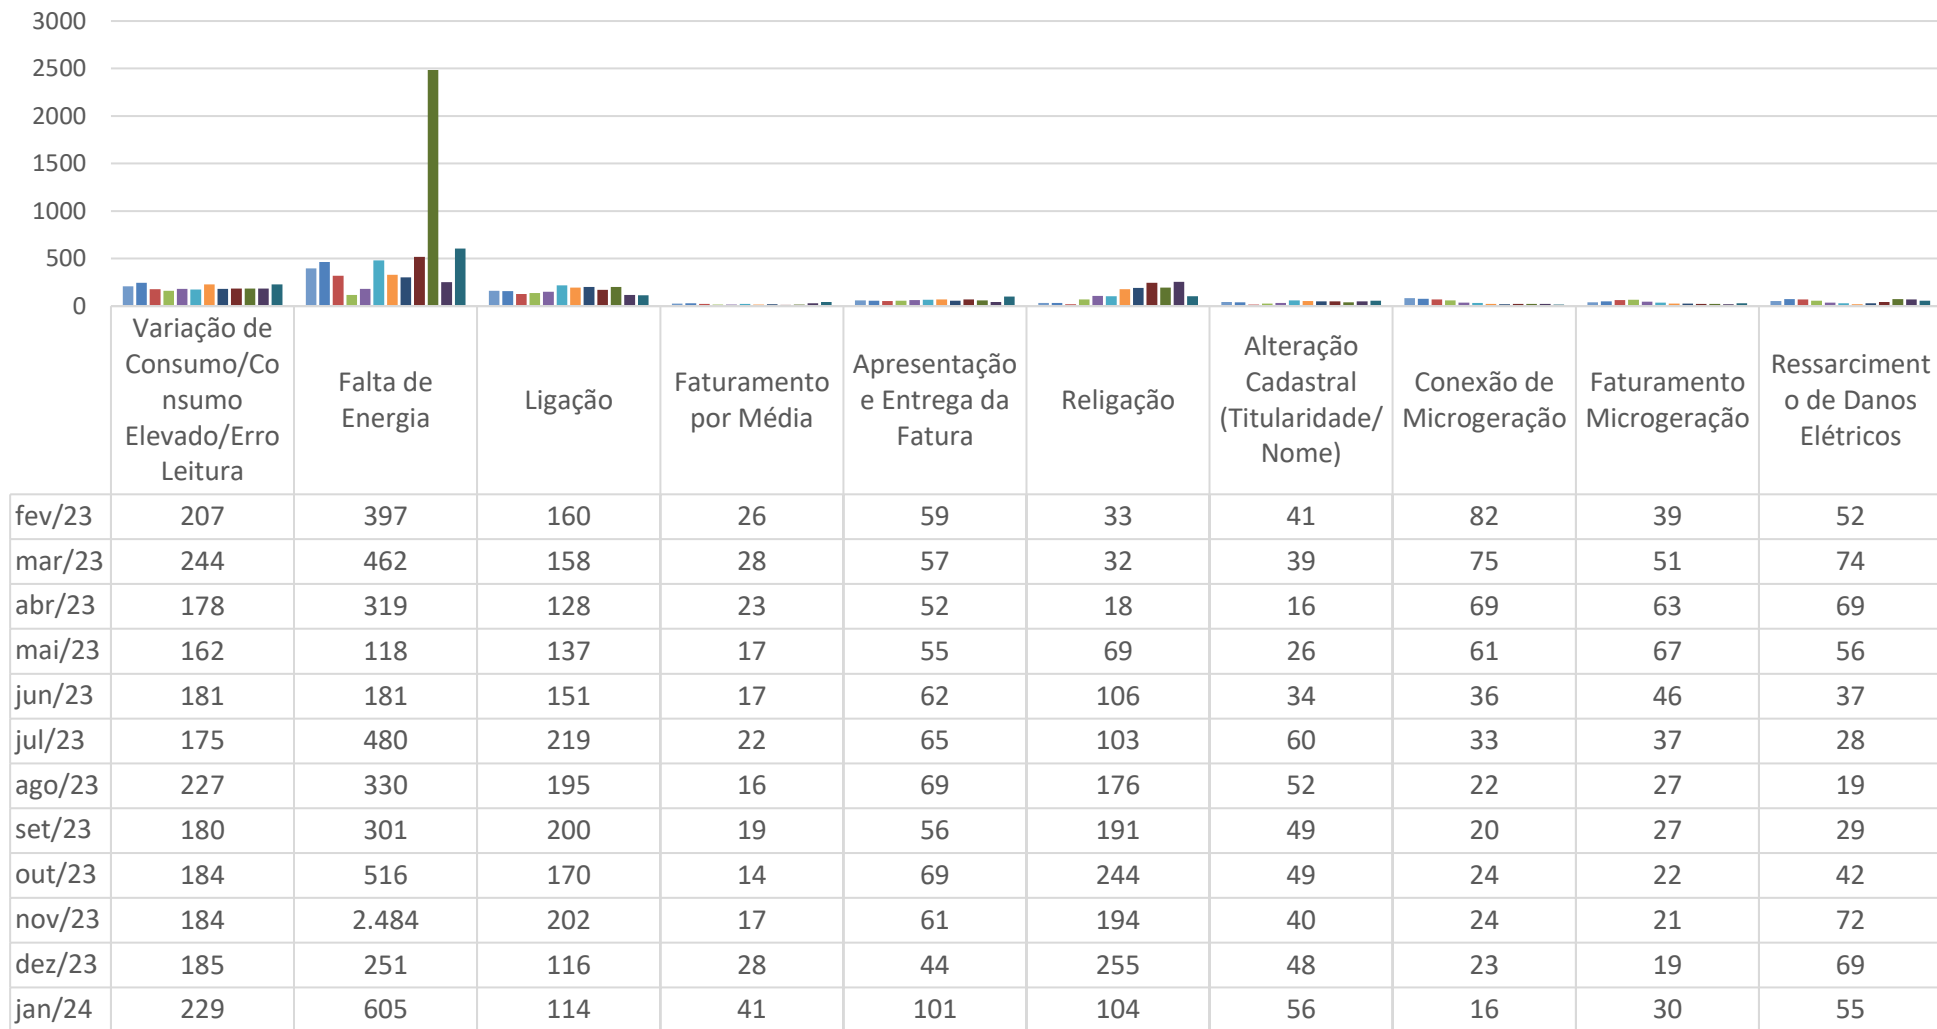 3000
2500
2000
1500
1000
500
0
Variação de
Consumo/Co
nsumo
Elevado/Erro
Leitura
Falta de
Energia
Ligação
Faturamento
por Média
Apresentação
e Entrega da
Fatura
Religação
Alteração
Cadastral
(Titularidade/
Nome)
Conexão de
Microgeração
Faturamento
Microgeração
Ressarciment
o de Danos
Elétricos
fev/23 207 397 160 26 59 33 41 82 39 52
mar/23 244 462 158 28 57 32 39 75 51 74
abr/23 178 319 128 23 52 18 16 69 63 69
mai/23 162 118 137 17 55 69 26 61 67 56
jun/23 181 181 151 17 62 106 34 36 46 37
jul/23 175 480 219 22 65 103 60 33 37 28
ago/23 227 330 195 16 69 176 52 22 27 19
set/23 180 301 200 19 56 191 49 20 27 29
out/23 184 516 170 14 69 244 49 24 22 42
nov/23 184 2.484 202 17 61 194 40 24 21 72
dez/23 185 251 116 28 44 255 48 23 19 69
jan/24 229 605 114 41 101 104 56 16 30 55